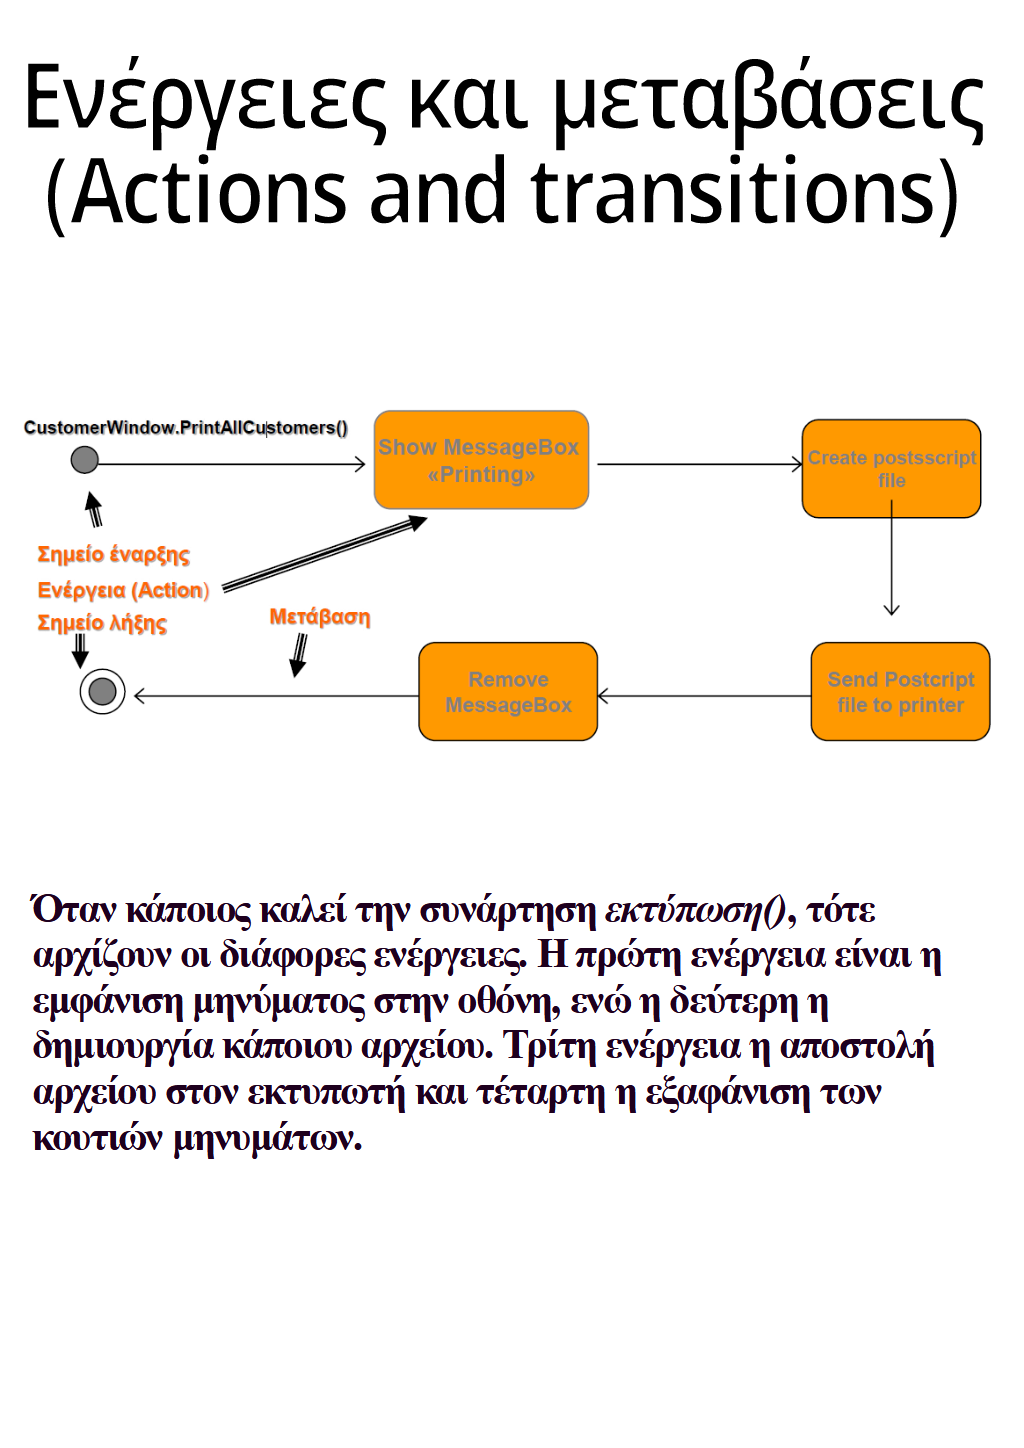 Ενέργειες και μεταβάσεις
(Actions and transitions)
CustomerWindow.PrintAllCustomers()
Show MessageBox
«Printing»
Create postsscript
file
Σημείο έναρξης
Ενέργεια (Action)
Σημείο λήξης
Μετάβαση
Remove
MessageBox
Send Postcript
file to printer
Όταν κάποιος καλεί την συνάρτηση εκτύπωση(), τότε
αρχίζουν οι διάφορες ενέργειες. Η πρώτη ενέργεια είναι η
εμφάνιση μηνύματος στην οθόνη, ενώ η δεύτερη η
δημιουργία κάποιου αρχείου. Τρίτη ενέργεια η αποστολή
αρχείου στον εκτυπωτή και τέταρτη η εξαφάνιση των
κουτιών μηνυμάτων.